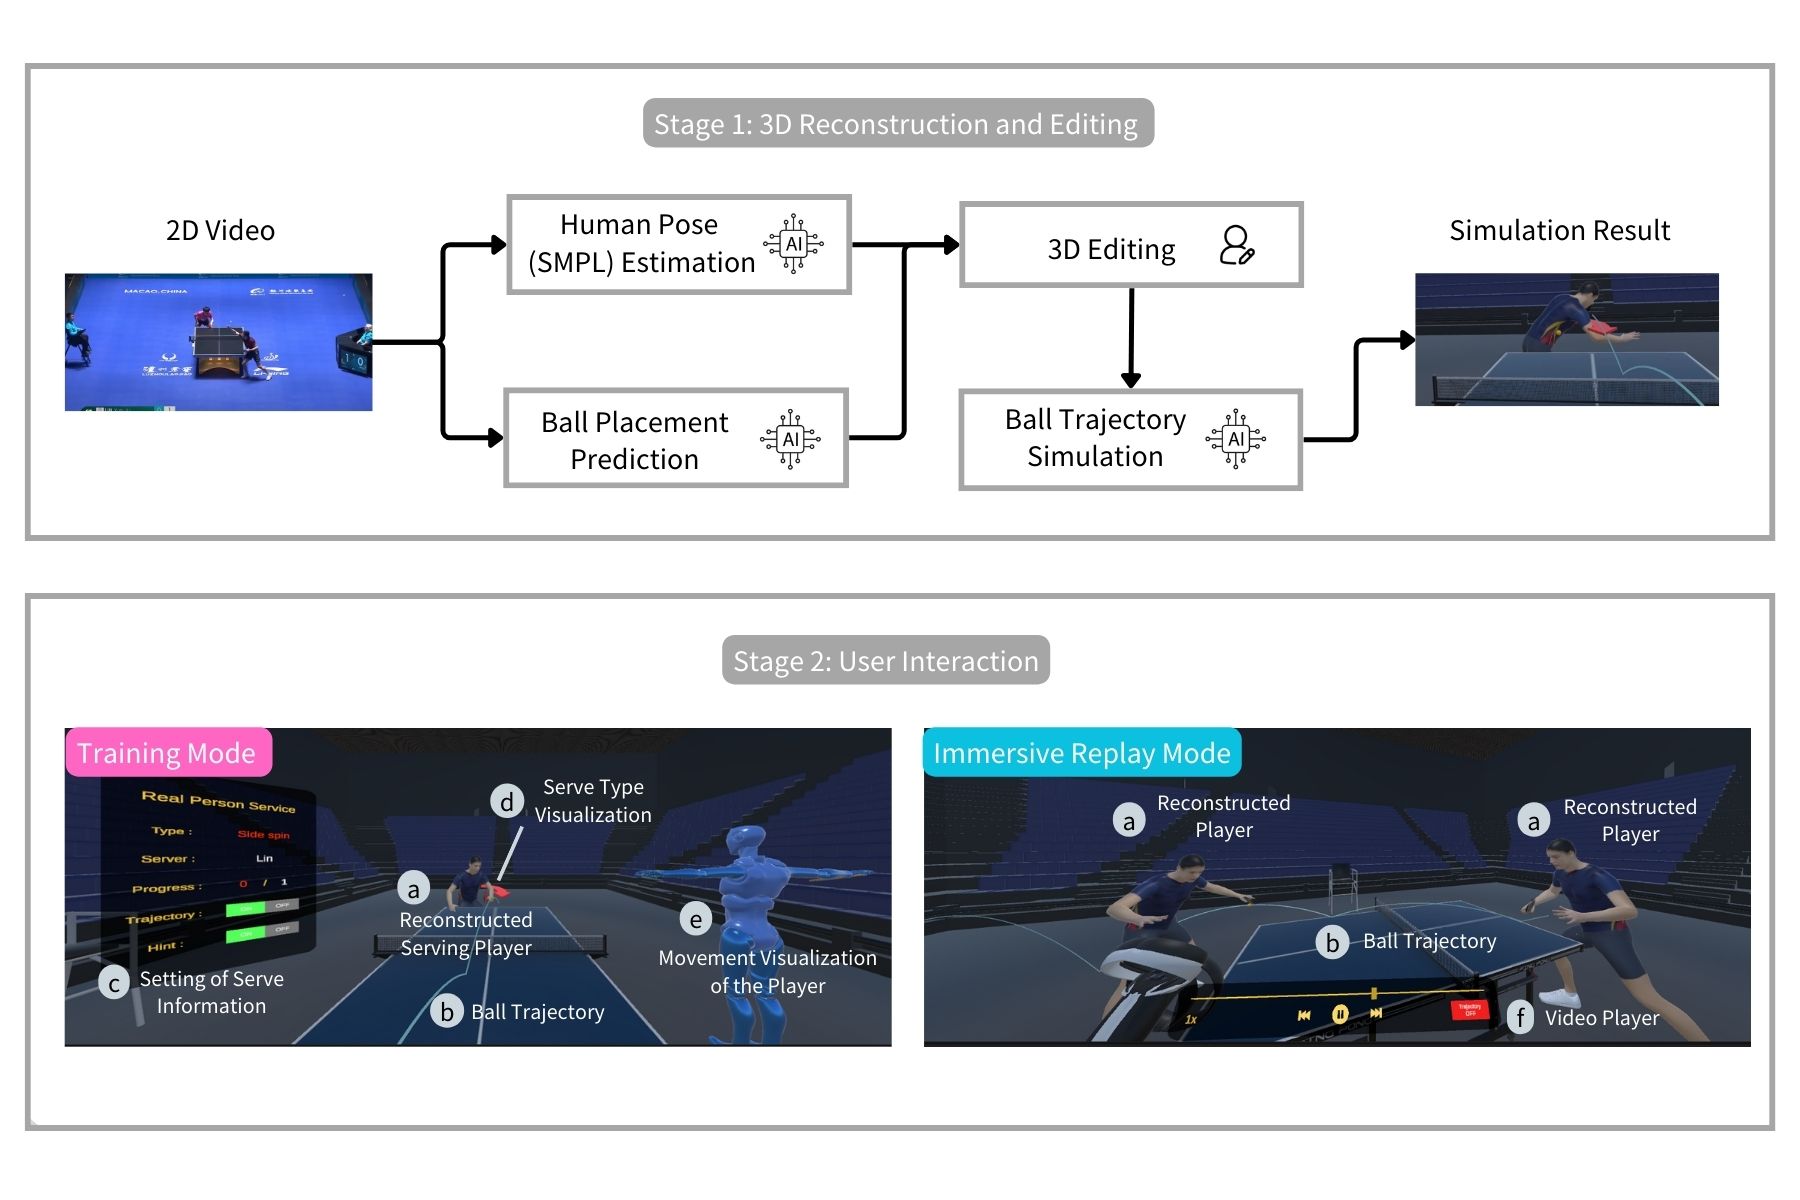 Stage 1: 3D Reconstruction and Editing
2D Video
MACAO, CHINA
Human Pose
(SMPL) Estimation
AI
Ball Placement
Prediction
AI
3D Editing
Ball Trajectory
Simulation
AI
Simulation Result
Stage 2: User Interaction
Training Mode
Real Person Service
Type :
Side spin
Server :
Lin
Progress :
0 / 1
Trajectory :
ON OFF
Hint :
ON OFF
d
Serve Type
Visualization
a
Reconstructed
Serving Player
e
Movement Visualization
of the Player
c
Setting of Serve
Information
b
Ball Trajectory
Immersive Replay Mode
a
Reconstructed
Player
a
Reconstructed
Player
b
Ball Trajectory
1x
Trajectory
OFF
f
Video Player